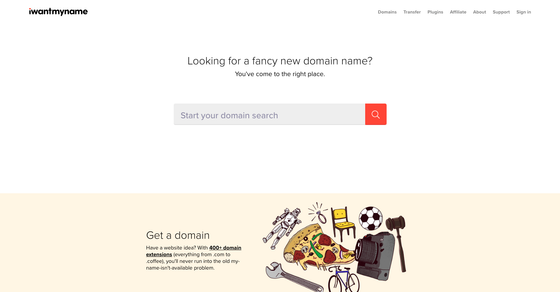 iwantmyname
Domains Transfer Plugins Affiliate About Support Sign In
Looking for a fancy new domain name?
You've come to the right place.
Start your domain search
Get a domain
Have a website idea? With 400+ domain
extensions (everything from .com to
.coffee), you'll never run into the old my-
name-isn't-available problem.